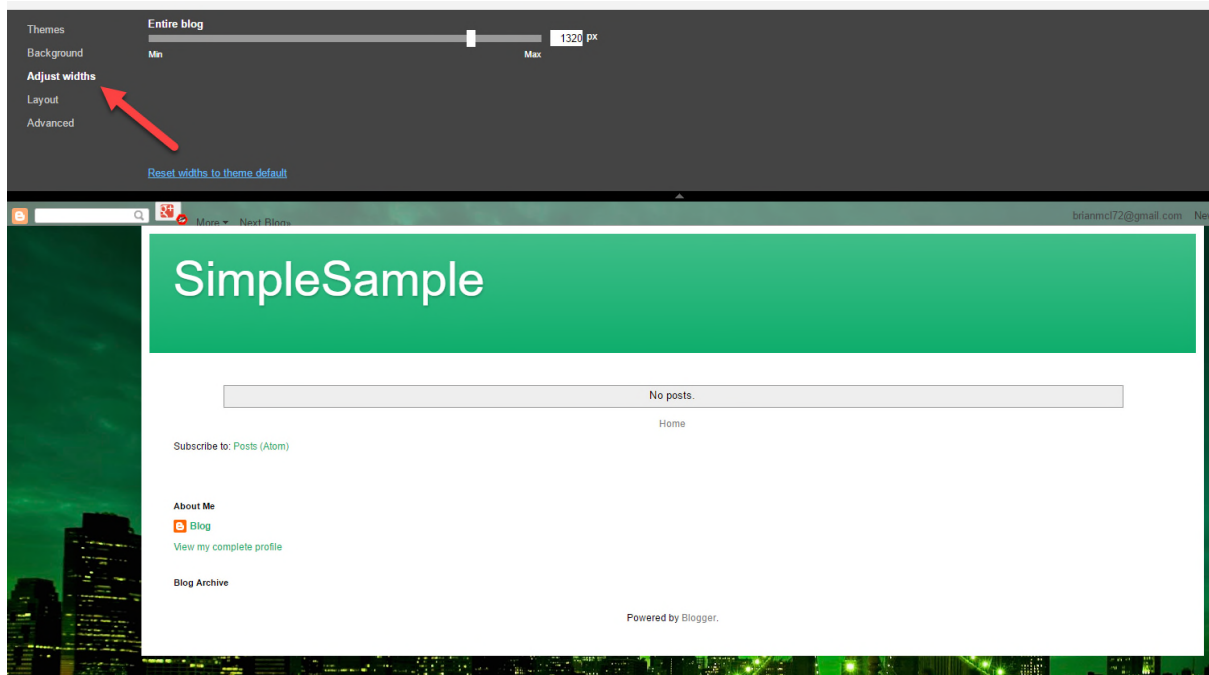 Themes
Background
Adjust widths
Layout
Advanced
Entire blog
1320 px
Min Max
Reset widths to theme default
More Next Blog»
brianmcl72@gmail.com
SimpleSample
No posts.
Home
Subscribe to: Posts (Atom)
About Me
Blog
View my complete profile
Blog Archive
Powered by Blogger.